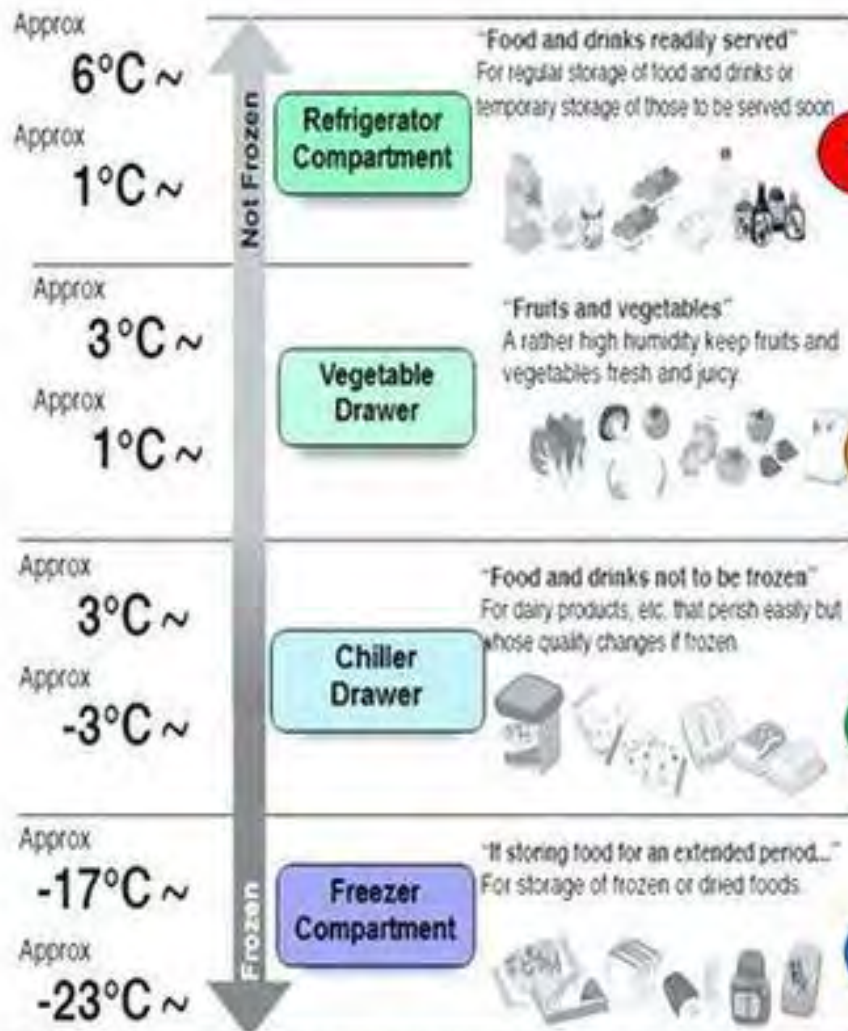 Approx
6°C ~
Approx
1°C ~
Not Frozen
Refrigerator
Compartment
"Food and drinks readily served"
For regular storage of food and drinks or
temporary storage of those to be served soon
Approx
3°C ~
Approx
1°C ~
Vegetable
Drawer
"Fruits and vegetables"
A rather high humidity keep fruits and
vegetables fresh and juicy.
Approx
3°C ~
Approx
-3°C ~
Chiller
Drawer
"Food and drinks not to be frozen"
For dairy products, etc. that perish easily but
whose quality changes if frozen.
Approx
-17°C ~
Approx
-23°C ~
Frozen
Freezer
Compartment
"If storing food for an extended period..."
For storage of frozen or dried foods.